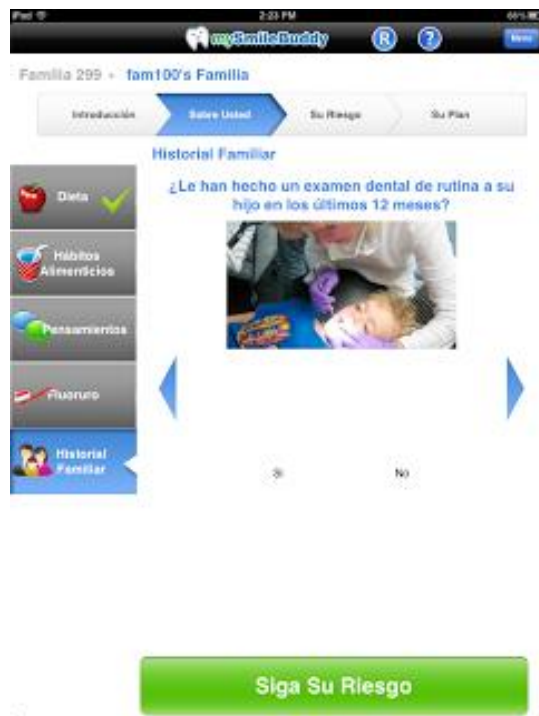 iPad
2:23 PM
mySmileBuddy
R
?
Menu
Familia 299 - fam100's Familia
Introducción
Sobre Usted
Su Riesgo
Su Plan
Historial Familiar
¿Le han hecho un examen dental de rutina a su
hijo en los últimos 12 meses?
Dieta
Hábitos
Alimenticios
Pensamientos
Fluoruro
Historial
Familiar
Si
No
Siga Su Riesgo